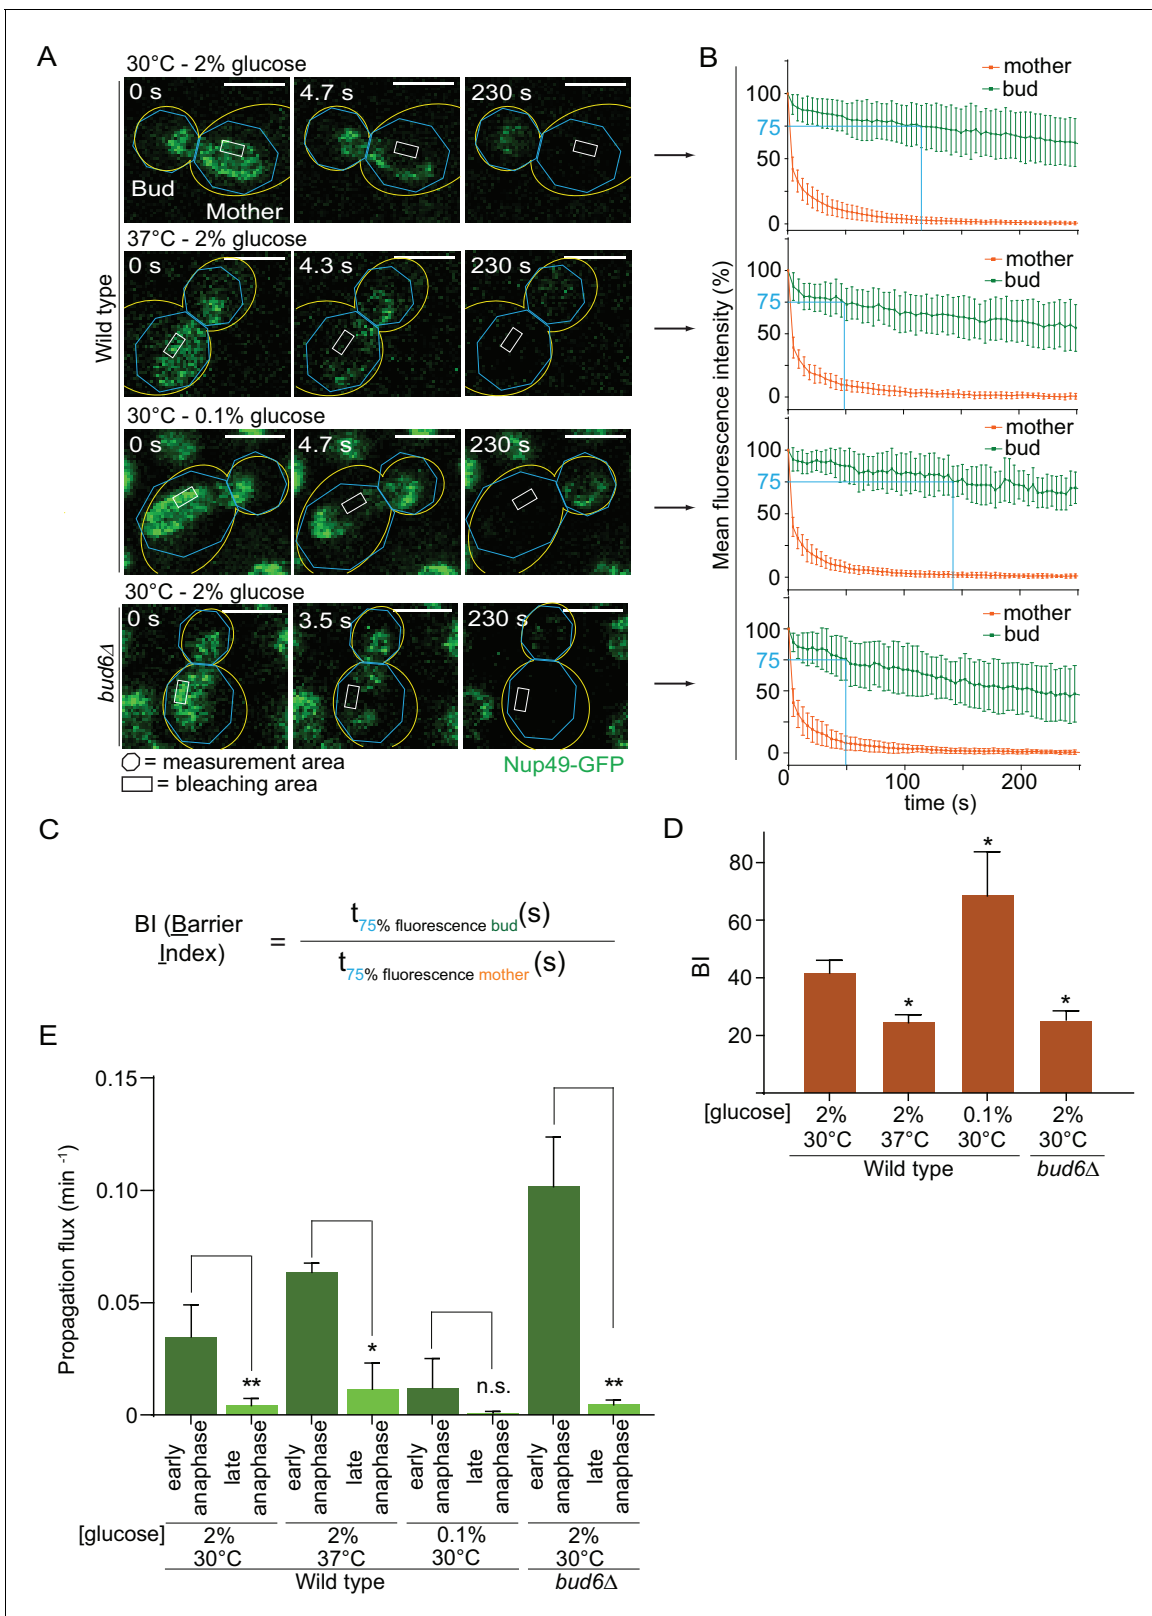 A
30°C - 2% glucose
0 s
4.7 s
230 s
Bud
Mother
37°C - 2% glucose
0 s
4.3 s
230 s
Wild type
30°C - 0.1% glucose
0 s
4.7 s
230 s
30°C - 2% glucose
0 s
3.5 s
230 s
bud6Δ
= measurement area
= bleaching area
Nup49-GFP
B
mother
bud
100
75
50
0
mother
bud
100
75
50
0
mother
bud
100
75
50
0
mother
bud
100
75
50
0
Mean fluorescence intensity (%)
0 100 200
time (s)
C
BI (Barrier
Index)
=
t75% fluorescence bud(s)
t75% fluorescence mother (s)
D
80
60
40
20
BI
* * *
[glucose] 2% 2% 0.1% 2%
30°C 37°C 30°C 30°C
Wild type bud6Δ
E
0.15
0.10
0.05
0
Propagation flux (min -1)
** * n.s. **
early anaphase
late anaphase
early anaphase
late anaphase
early anaphase
late anaphase
early anaphase
late anaphase
[glucose] 2% 2% 0.1% 2%
30°C 37°C 30°C 30°C
Wild type bud6Δ